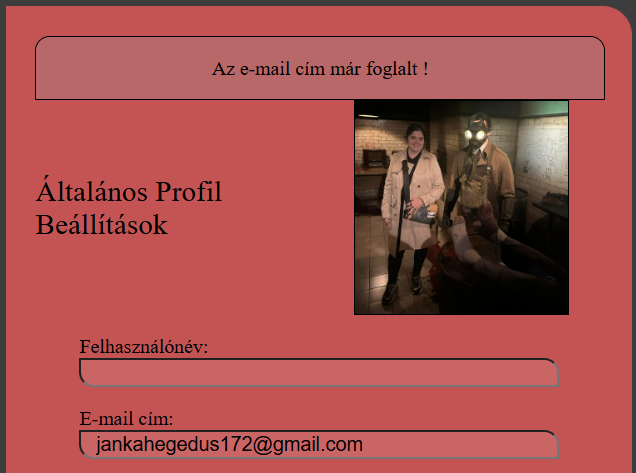 Az e-mail cím már foglalt !
Általános Profil
Beállítások
Felhasználónév:
E-mail cím:
jankahegedus172@gmail.com